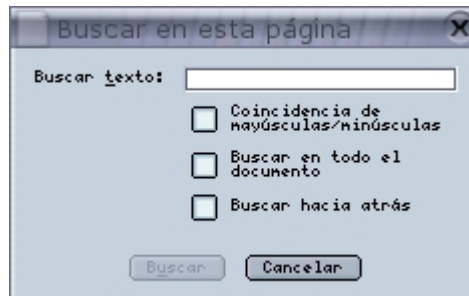 Buscar en esta página
Buscar texto:
Coincidencia de
mayúsculas/minúsculas
Buscar en todo el
documento
Buscar hacia atrás
Buscar
Cancelar